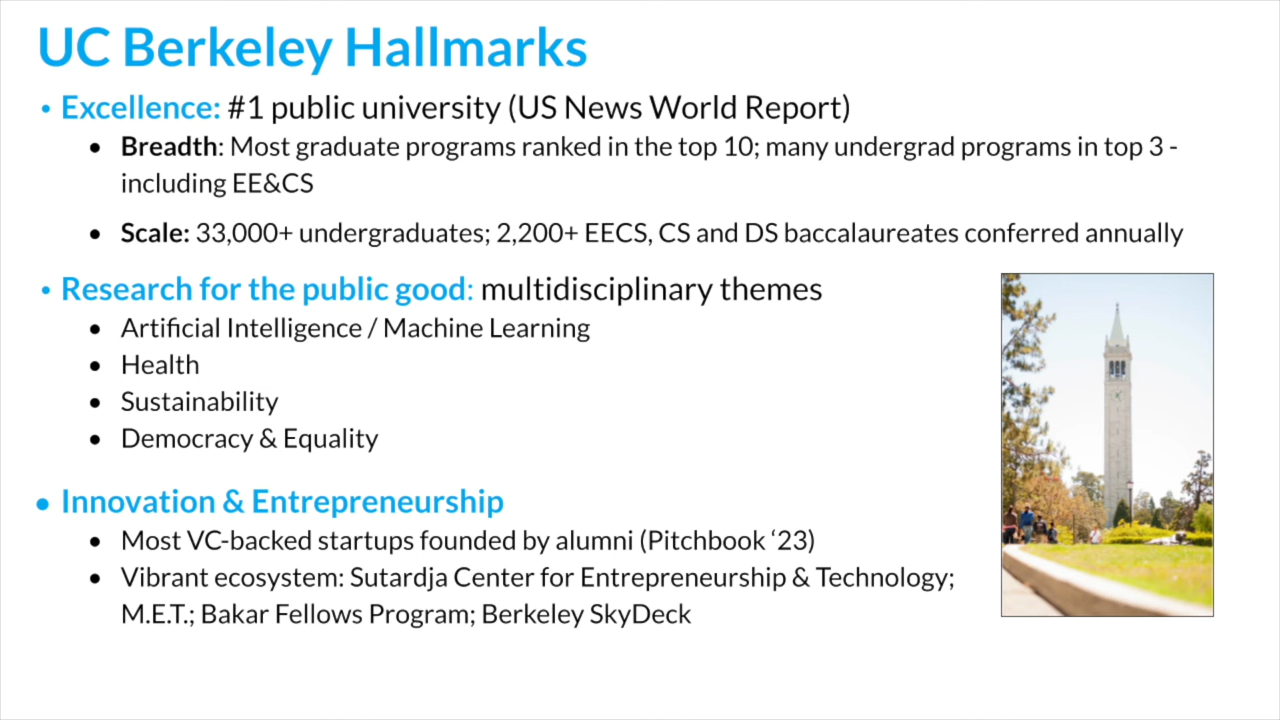 UC Berkeley Hallmarks
• Excellence: #1 public university (US News World Report)
• Breadth: Most graduate programs ranked in the top 10; many undergrad programs in top 3 -
including EE&CS
• Scale: 33,000+ undergraduates; 2,200+ EECS, CS and DS baccalaureates conferred annually
• Research for the public good: multidisciplinary themes
• Artificial Intelligence / Machine Learning
• Health
• Sustainability
• Democracy & Equality
• Innovation & Entrepreneurship
• Most VC-backed startups founded by alumni (Pitchbook ‘23)
• Vibrant ecosystem: Sutardja Center for Entrepreneurship & Technology;
M.E.T.; Bakar Fellows Program; Berkeley SkyDeck